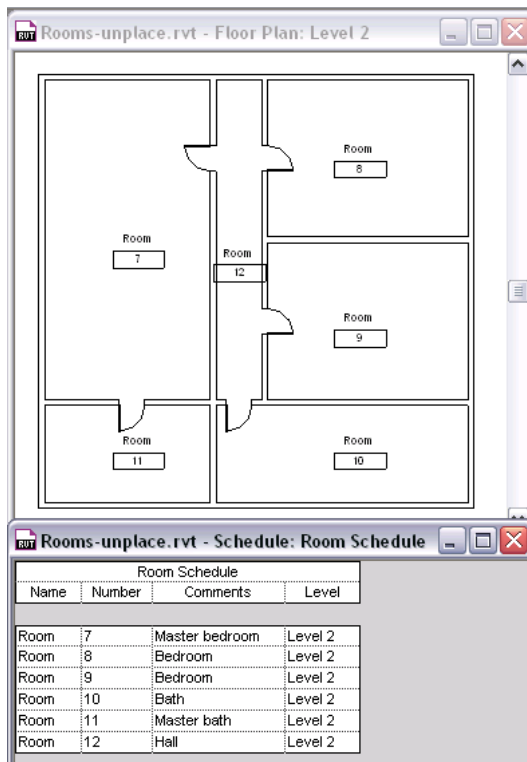 Rooms-unplace.rvt - Floor Plan: Level 2
Room
8
Room
7
Room
12
Room
9
Room
11
Room
10
Rooms-unplace.rvt - Schedule: Room Schedule
Room Schedule
Name Number Comments Level
Room 7 Master bedroom Level 2
Room 8 Bedroom Level 2
Room 9 Bedroom Level 2
Room 10 Bath Level 2
Room 11 Master bath Level 2
Room 12 Hall Level 2